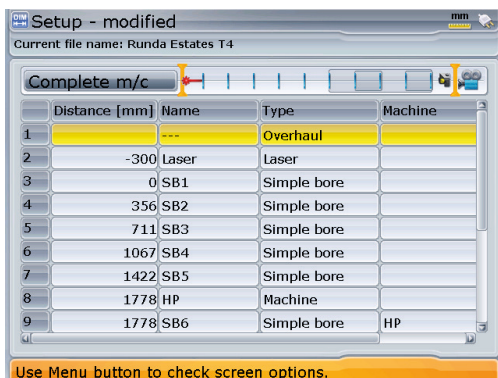 DIM Setup - modified mm
Current file name: Runda Estates T4
Complete m/c
Distance [mm] Name Type Machine
1 --- Overhaul
2 -300 Laser Laser
3 0 SB1 Simple bore
4 356 SB2 Simple bore
5 711 SB3 Simple bore
6 1067 SB4 Simple bore
7 1422 SB5 Simple bore
8 1778 HP Machine
9 1778 SB6 Simple bore HP
Use Menu button to check screen options.